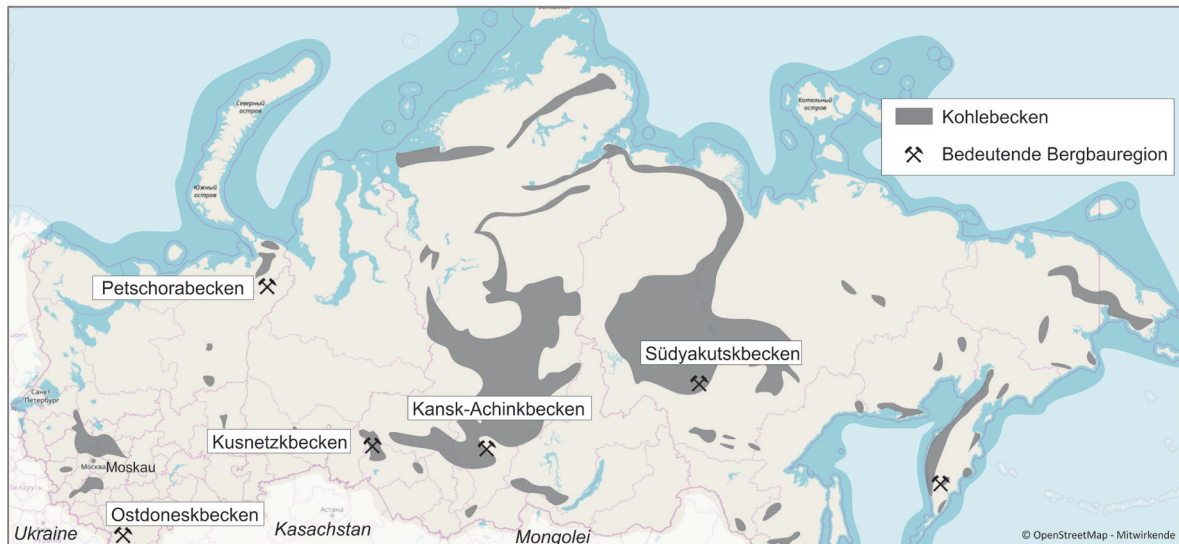 Северный
остров
Котельный
остров
Kohlebecken
Bedeutende Bergbauregion
Южный
остров
Petschorabecken
Südyakutskbecken
Санкт-
Петербург
Kansk-Achinkbecken
Kusnetzkbecken
Москва Moskau
Беларусь
Ostdoneskbecken
Астана
Ukraine
Kasachstan
Mongolei
© OpenStreetMap - Mitwirkende